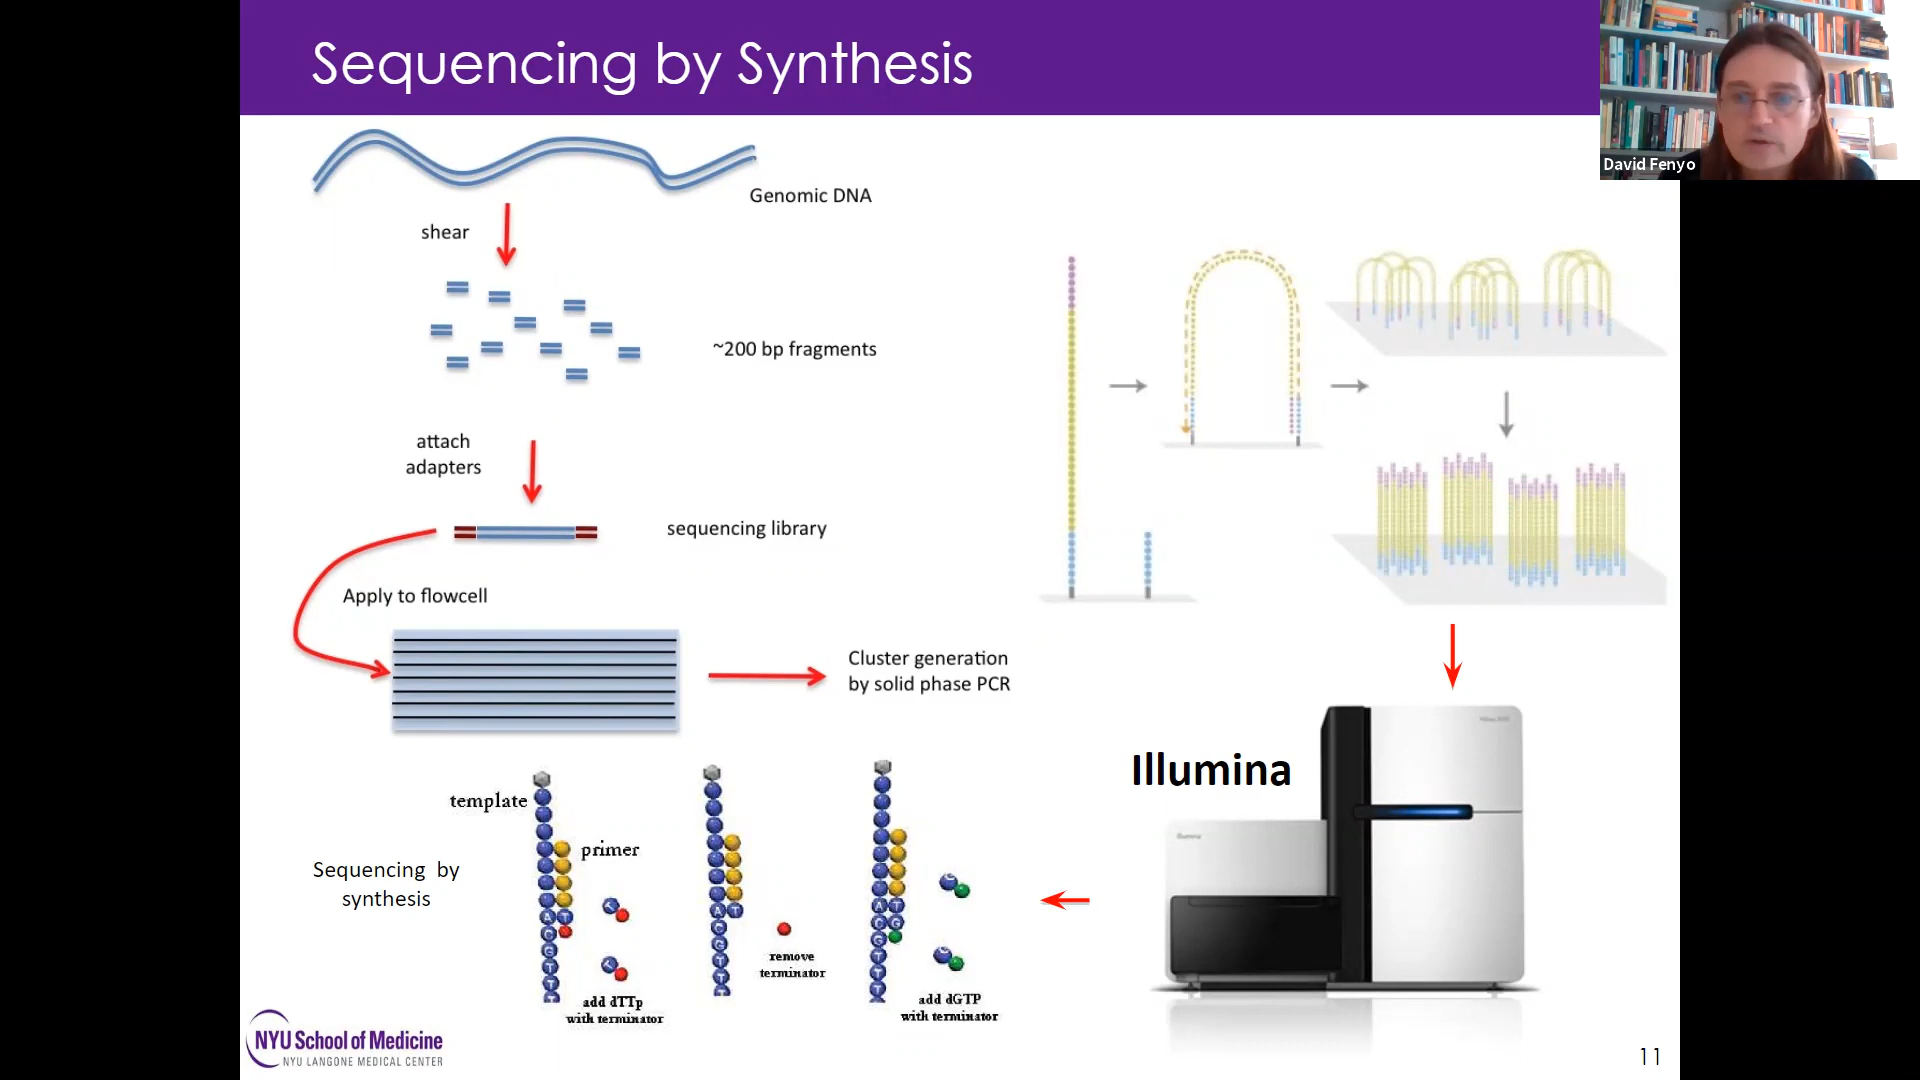 Sequencing by Synthesis
David Fenyo
Genomic DNA
shear
~200 bp fragments
attach
adapters
sequencing library
Apply to flowcell
Cluster generation
by solid phase PCR
Illumina
template
primer
Sequencing by
synthesis
A T
C
G
T
T
add dTTp
with terminator
A T
C
G
T
T
T
remove
terminator
A T
C G
G
T
T
T
add dGTP
with terminator
NYU School of Medicine
NYU LANGONE MEDICAL CENTER
11